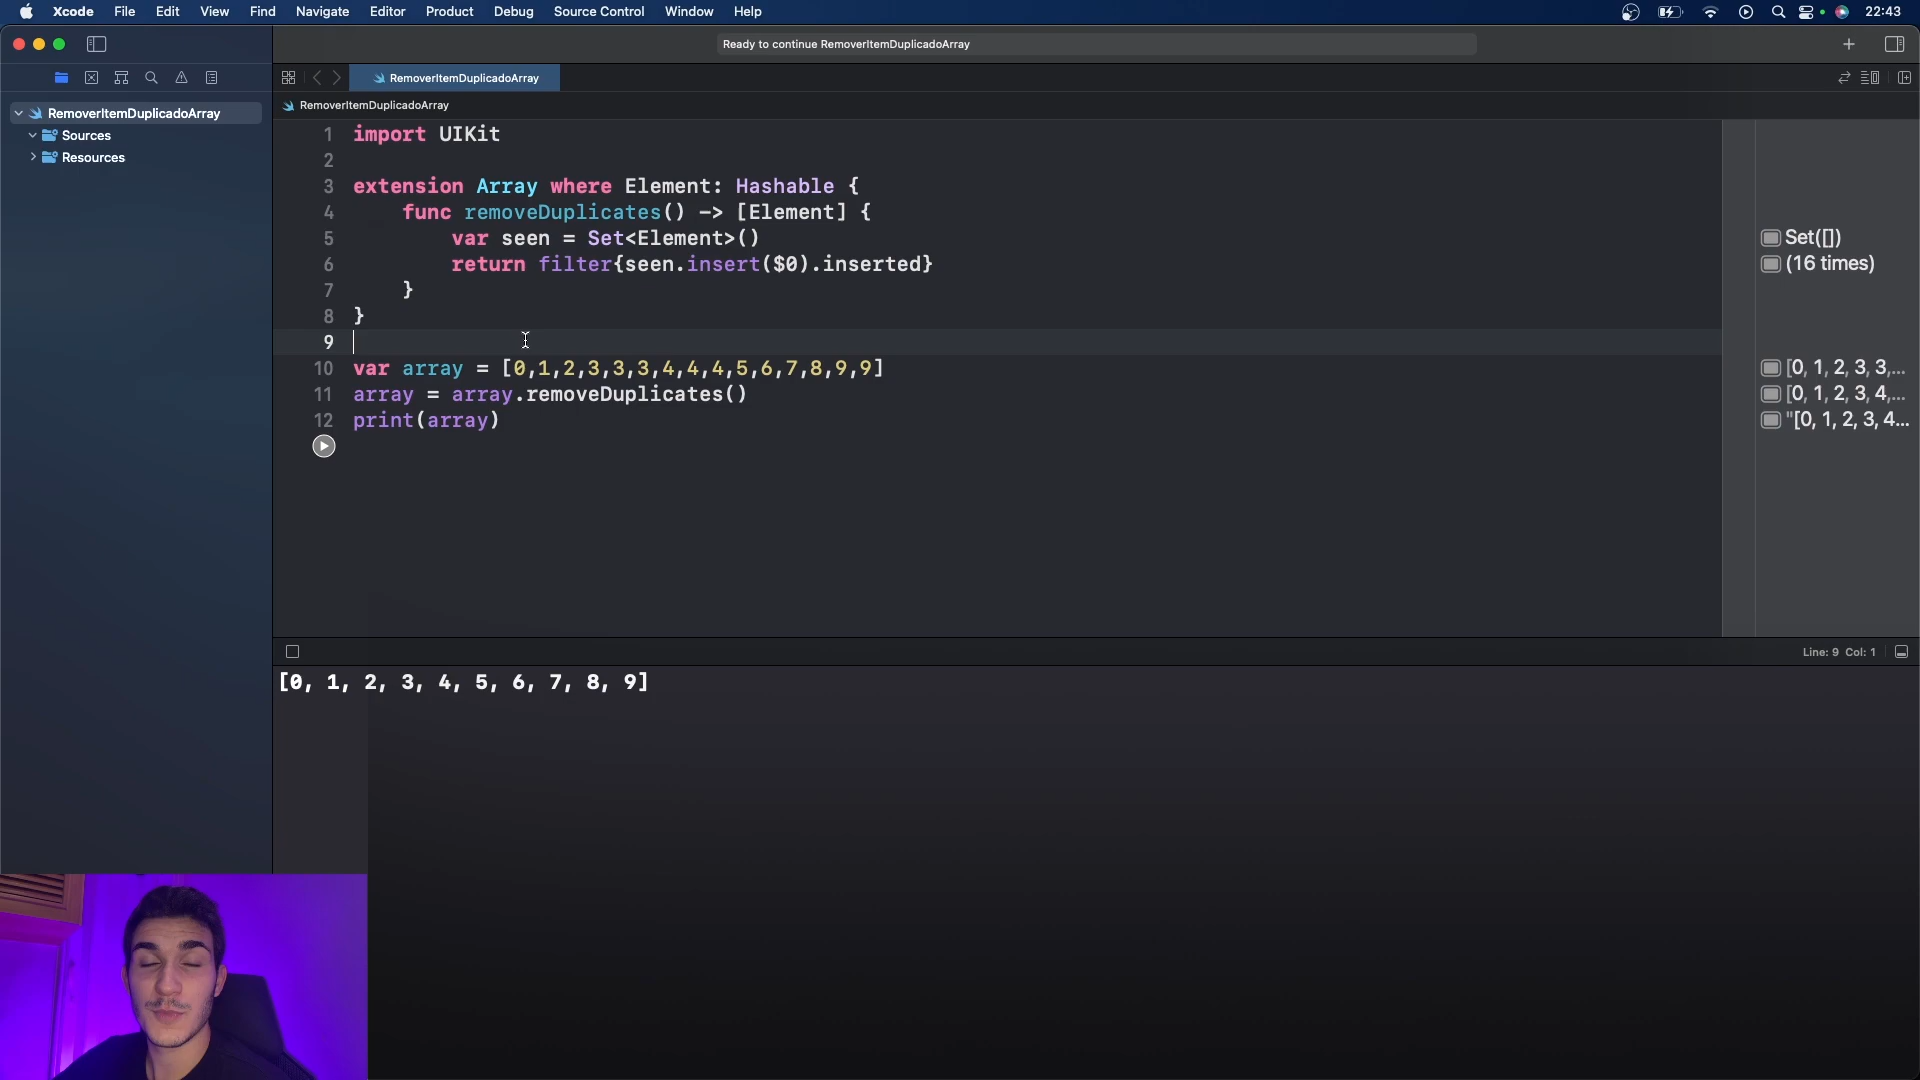 Xcode File Edit View Find Navigate Editor Product Debug Source Control Window Help 22:43
Ready to continue RemoverItemDuplicadoArray
RemoverItemDuplicadoArray
RemoverItemDuplicadoArray
RemoverItemDuplicadoArray
Sources
Resources
1 import UIKit
2
3 extension Array where Element: Hashable {
4 func removeDuplicates() -> [Element] {
5 var seen = Set<Element>()
6 return filter{seen.insert($0).inserted}
7 }
8 }
9
10 var array = [0,1,2,3,3,3,4,4,4,5,6,7,8,9,9]
11 array = array.removeDuplicates()
12 print(array)
Set([])
(16 times)
[0, 1, 2, 3, 3,...
[0, 1, 2, 3, 4,...
"[0, 1, 2, 3, 4...
Line: 9 Col: 1
[0, 1, 2, 3, 4, 5, 6, 7, 8, 9]